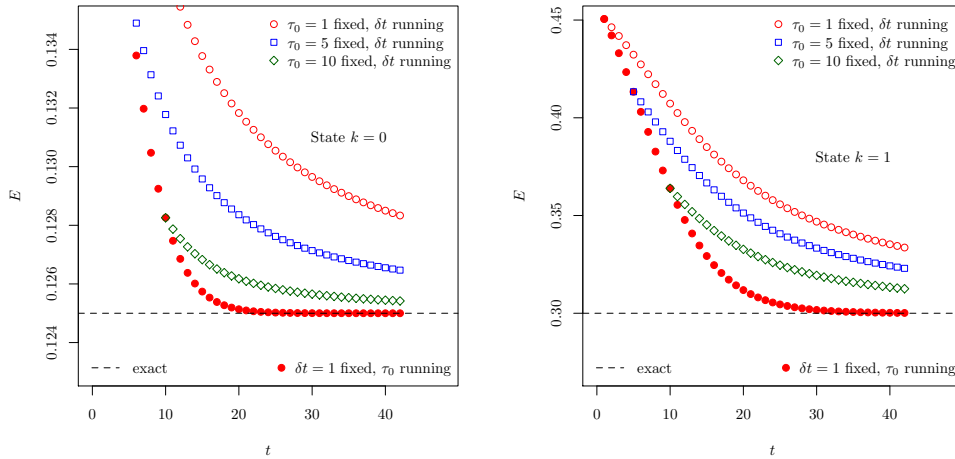 τ₀ = 1 fixed, δt running
τ₀ = 5 fixed, δt running
τ₀ = 10 fixed, δt running
State k = 0
exact
δt = 1 fixed, τ₀ running
0.134
0.132
0.130
0.128
0.126
0.124
E
0 10 20 30 40
t
τ₀ = 1 fixed, δt running
τ₀ = 5 fixed, δt running
τ₀ = 10 fixed, δt running
State k = 1
exact
δt = 1 fixed, τ₀ running
0.45
0.40
0.35
0.30
E
0 10 20 30 40
t